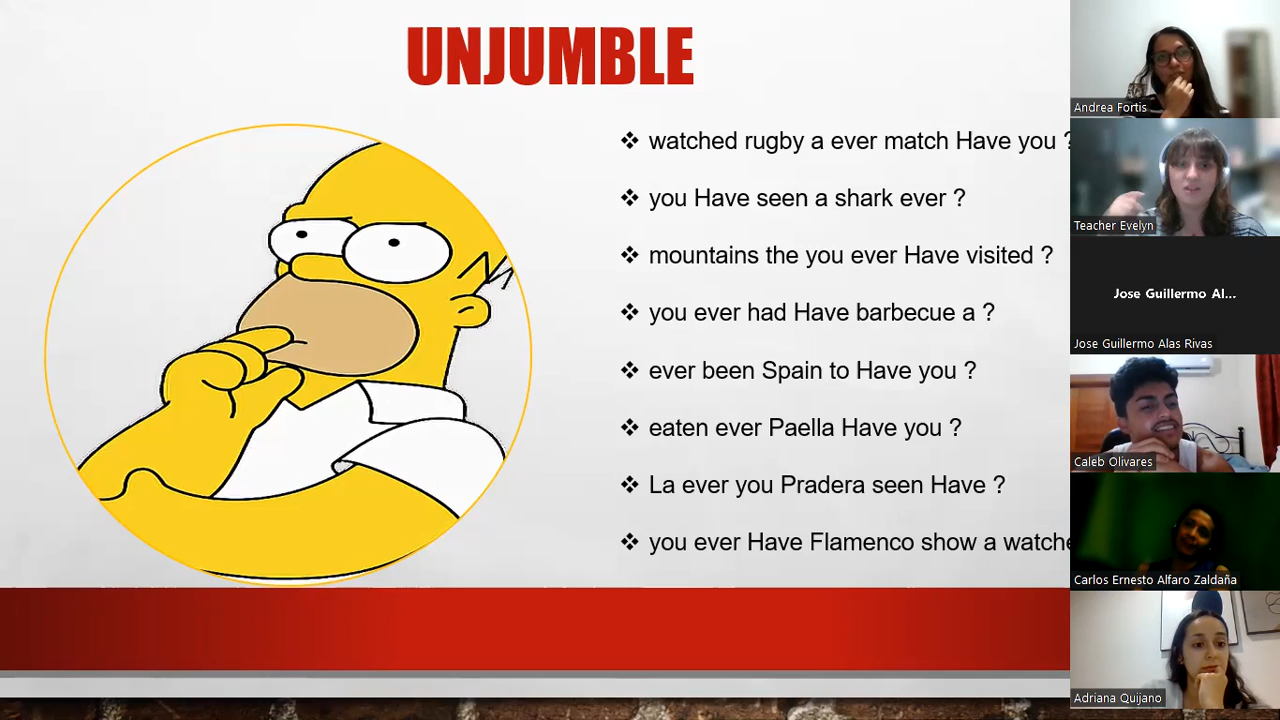 UNJUMBLE
❖ watched rugby a ever match Have you ?
❖ you Have seen a shark ever ?
❖ mountains the you ever Have visited ?
❖ you ever had Have barbecue a ?
❖ ever been Spain to Have you ?
❖ eaten ever Paella Have you ?
❖ La ever you Pradera seen Have ?
❖ you ever Have Flamenco show a watche
Andrea Fortis
Teacher Evelyn
Jose Guillermo Al...
Jose Guillermo Alas Rivas
Caleb Olivares
Carlos Ernesto Alfaro Zaldaña
Adriana Quijano